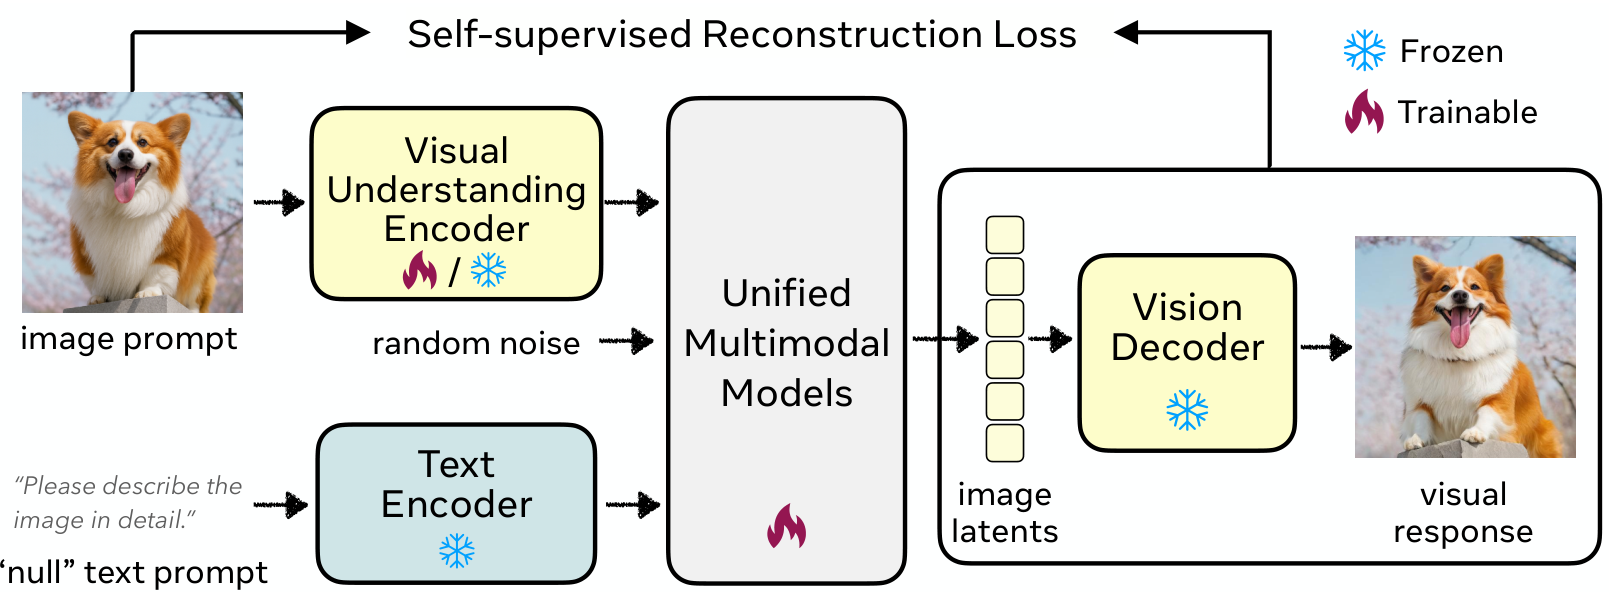 Self-supervised Reconstruction Loss
Frozen
Trainable
Visual
Understanding
Encoder
/
image prompt
random noise
Unified
Multimodal
Models
Text
Encoder
“Please describe the
image in detail.“
“null” text prompt
image
latents
Vision
Decoder
visual
response